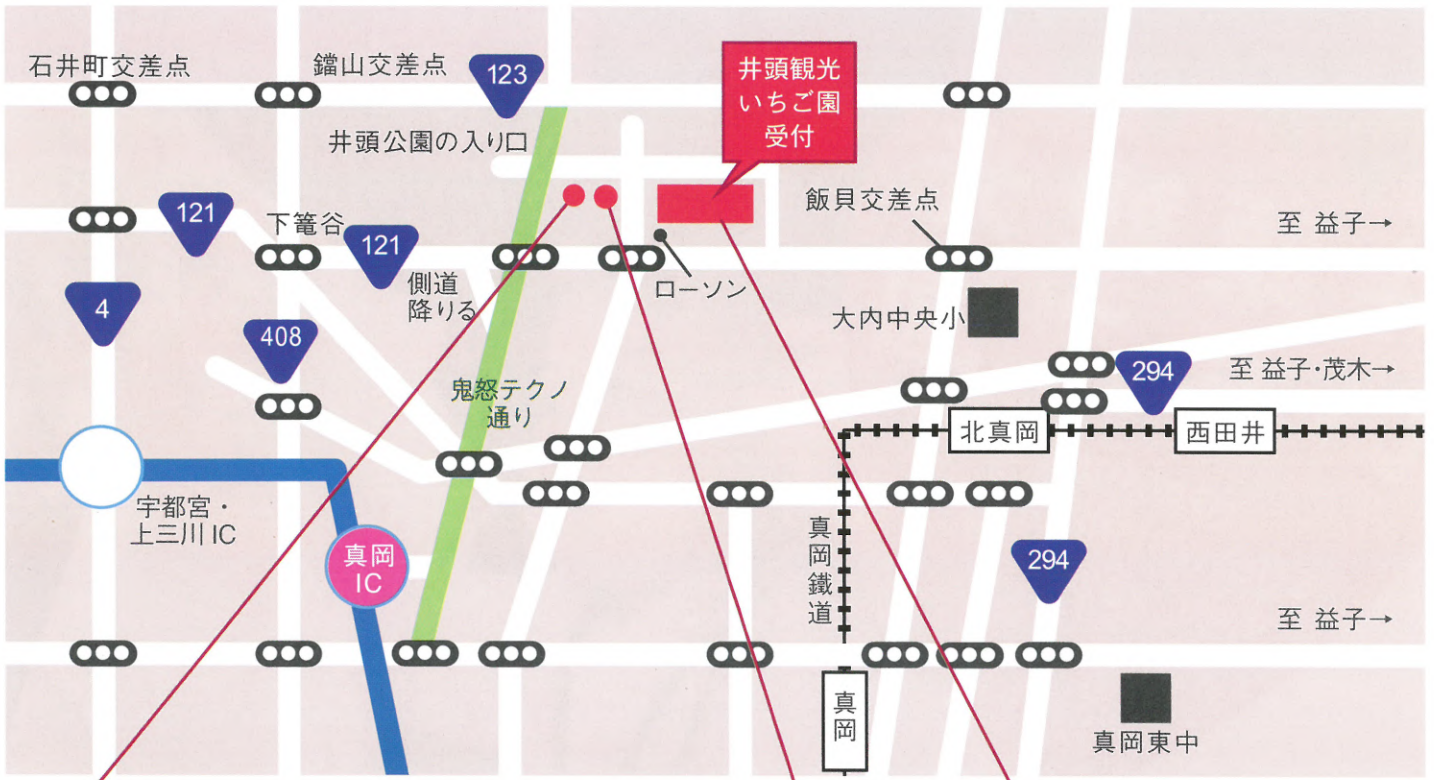 石井町交差点
鐺山交差点
123
井頭観光
いちご園
受付
井頭公園の入り口
121
下篭谷
121
側道
降りる
飯貝交差点
至 益子→
ローソン
4
408
大内中央小
294
至 益子・茂木→
鬼怒テクノ
通り
北真岡
西田井
宇都宮・
上三川IC
真岡
IC
真岡鐵道
294
至 益子→
真岡
真岡東中